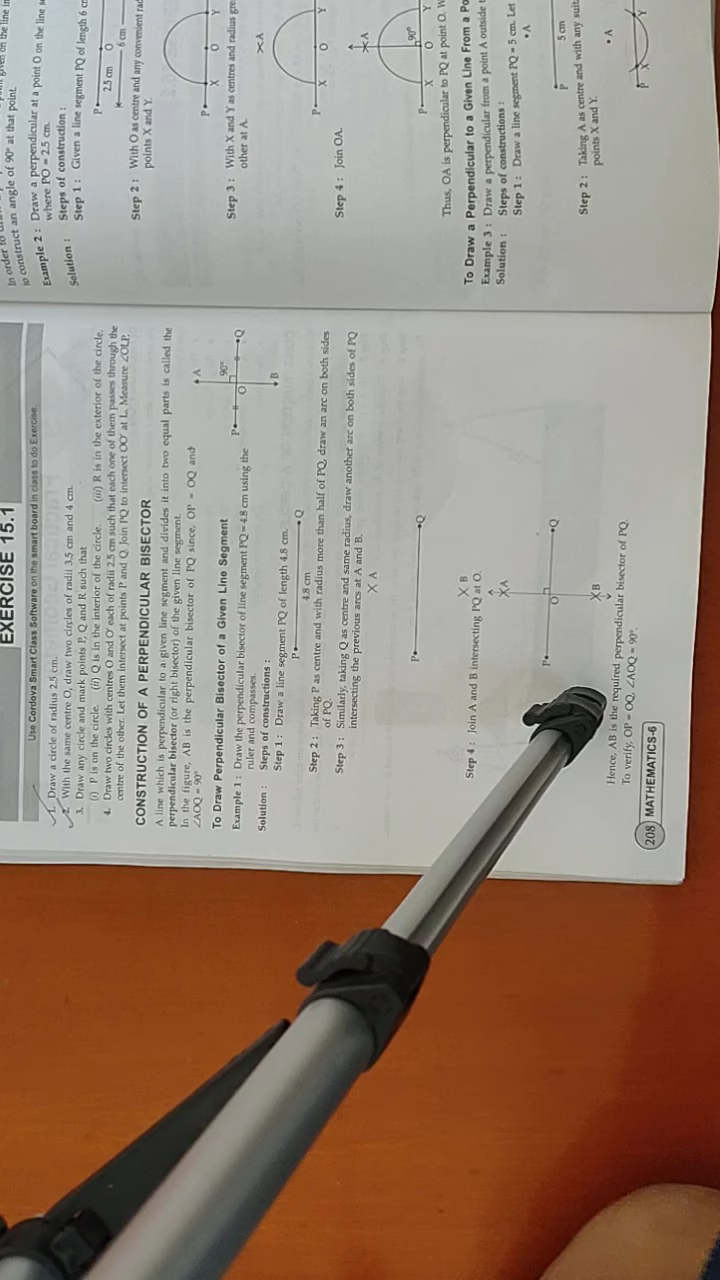 EXERCISE 15.1
Use Cordova Smart Class Software on the smart board in class to do Exercise.
1. Draw a circle of radius 2.5 cm.
2. With the same centre O, draw two circles of radii 3.5 cm and 4 cm.
3. Draw any circle and mark points P, Q and R such that
(i) P is on the circle. (ii) Q is in the interior of the circle. (iii) R is in the exterior of the circle.
4. Draw two circles with centres O and O' each of radii 2.5 cm such that each one of them passes through the
centre of the other. Let them intersect at points P and Q. Join PQ to intersect OO' at L. Measure ∠OLP.
CONSTRUCTION OF A PERPENDICULAR BISECTOR
A line which is perpendicular to a given line segment and divides it into two equal parts is called the
perpendicular bisector (or right bisector) of the given line segment.
In the figure, AB is the perpendicular bisector of PQ since, OP = OQ and
∠AOQ = 90°
A
90°
P O Q
B
To Draw Perpendicular Bisector of a Given Line Segment
Example 1 : Draw the perpendicular bisector of line segment PQ = 4.8 cm using the
ruler and compasses.
Solution : Steps of constructions :
Step 1 : Draw a line segment PQ of length 4.8 cm.
P 4.8 cm Q
Step 2 : Taking P as centre and with radius more than half of PQ, draw an arc on both sides
of PQ.
Step 3 : Similarly, taking Q as centre and same radius, draw another arc on both sides of PQ
intersecting the previous arcs at A and B.
A
P Q
B
Step 4 : Join A and B intersecting PQ at O.
A
P O Q
B
Hence, AB is the required perpendicular bisector of PQ.
To verify, OP = OQ, ∠AOQ = 90°.
208 MATHEMATICS-6
given on the line
In order to
to construct an angle of 90° at that point.
Example 2 : Draw a perpendicular at a point O on the line
where PO = 2.5 cm.
Solution : Steps of construction :
Step 1 : Given a line segment PQ of length 6
P 2.5 cm O
6 cm
Step 2 : With O as centre and any convenient
points X and Y.
P X O Y
Step 3 : With X and Y as centres and radius
other at A.
A
P X O Y
Step 4 : Join OA.
A
90°
P X O Y
Thus, OA is perpendicular to PQ at point O.
To Draw a Perpendicular to a Given Line From a
Example 3 : Draw a perpendicular from a point A outside
Solution : Steps of constructions :
Step 1 : Draw a line segment PQ = 5 cm. Let
A
P 5 cm
Step 2 : Taking A as centre and with any
points X and Y.
A
P X Y